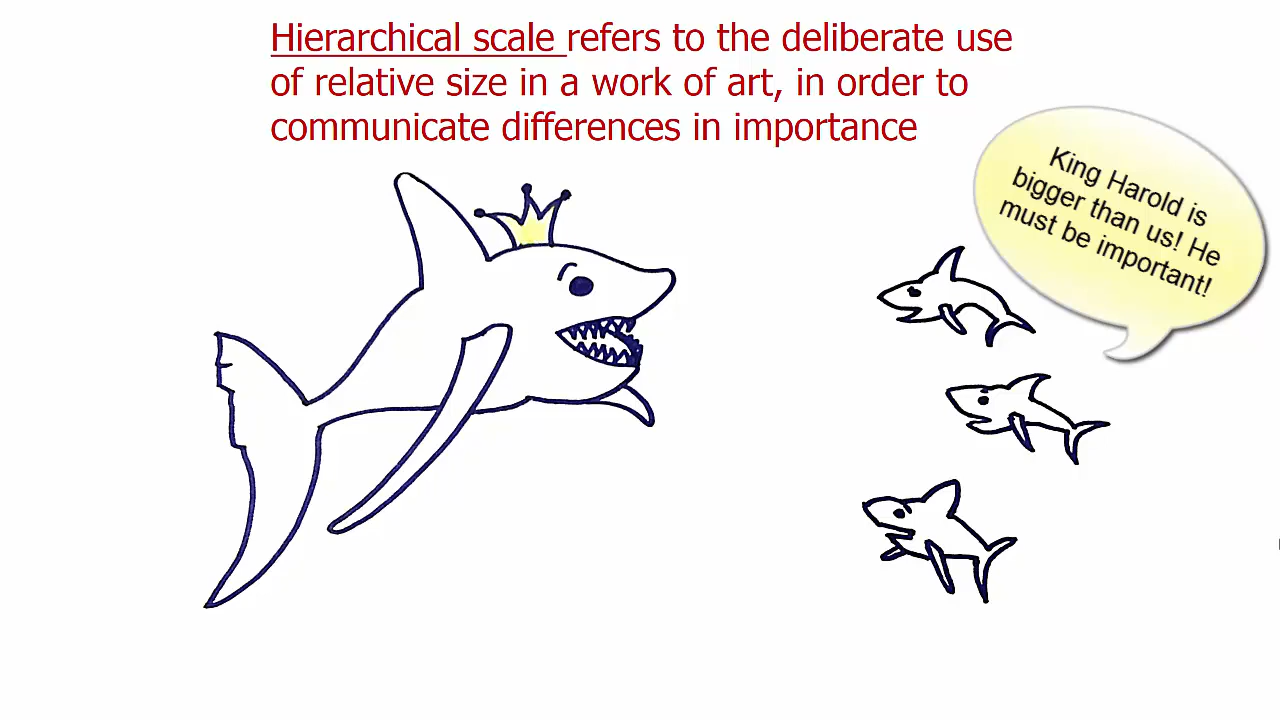 Hierarchical scale refers to the deliberate use
of relative size in a work of art, in order to
communicate differences in importance
King Harold is
bigger than us! He
must be important!